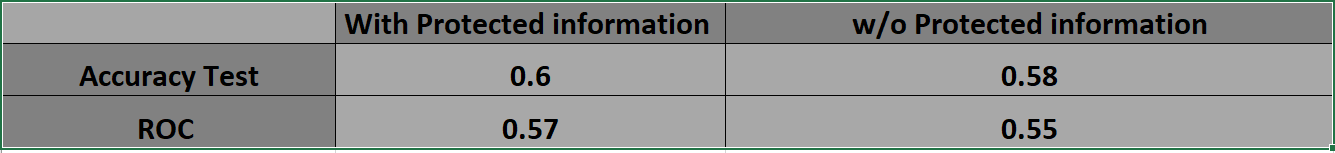 With Protected information w/o Protected information
Accuracy Test 0.6 0.58
ROC 0.57 0.55